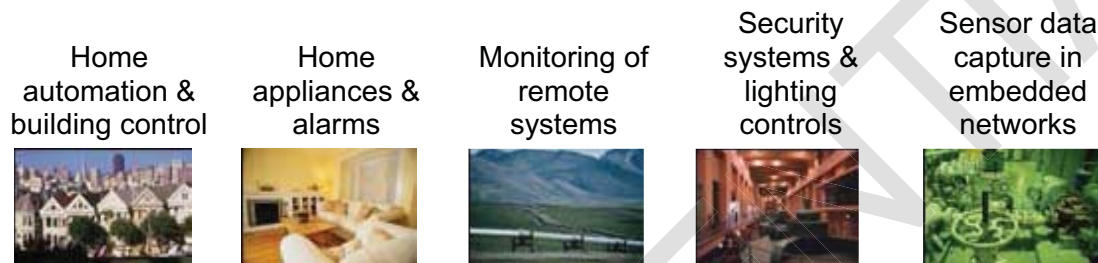 Home
automation &
building control
Home
appliances &
alarms
Monitoring of
remote
systems
Security
systems &
lighting
controls
Sensor data
capture in
embedded
networks